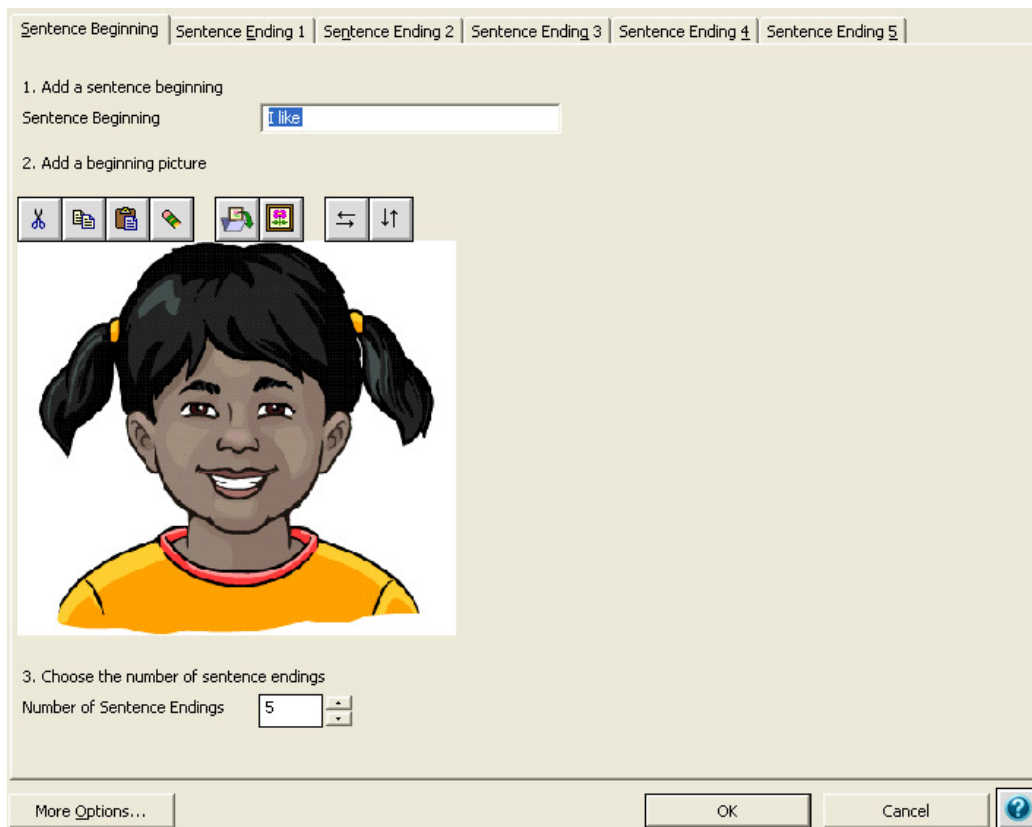 Sentence Beginning Sentence Ending 1 Sentence Ending 2 Sentence Ending 3 Sentence Ending 4 Sentence Ending 5
1. Add a sentence beginning
Sentence Beginning I like
2. Add a beginning picture
3. Choose the number of sentence endings
Number of Sentence Endings 5
More Options... OK Cancel ?